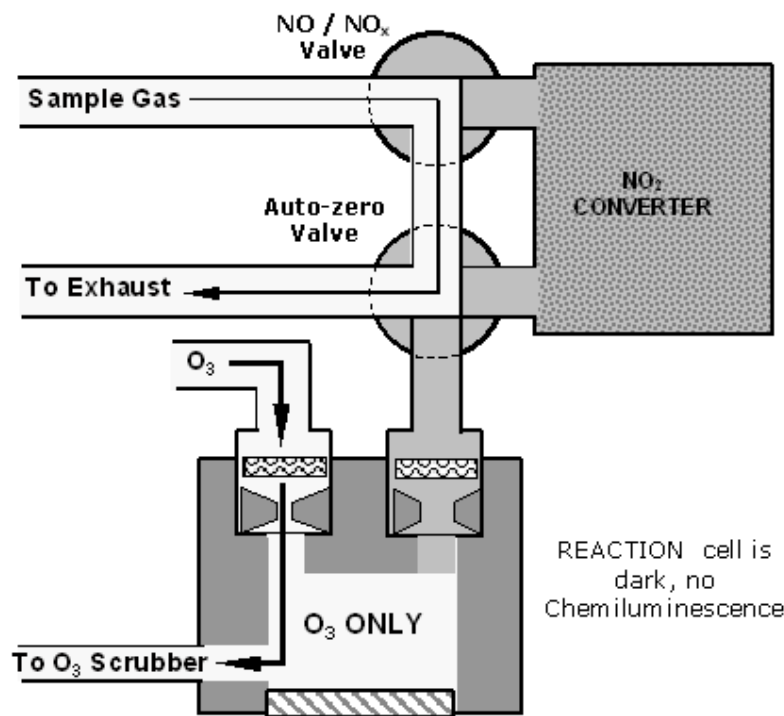 NO / NOₓ
Valve
Sample Gas
NO₂
CONVERTER
Auto-zero
Valve
To Exhaust
O₃
REACTION cell is
dark, no
Chemiluminescence
O₃ ONLY
To O₃ Scrubber